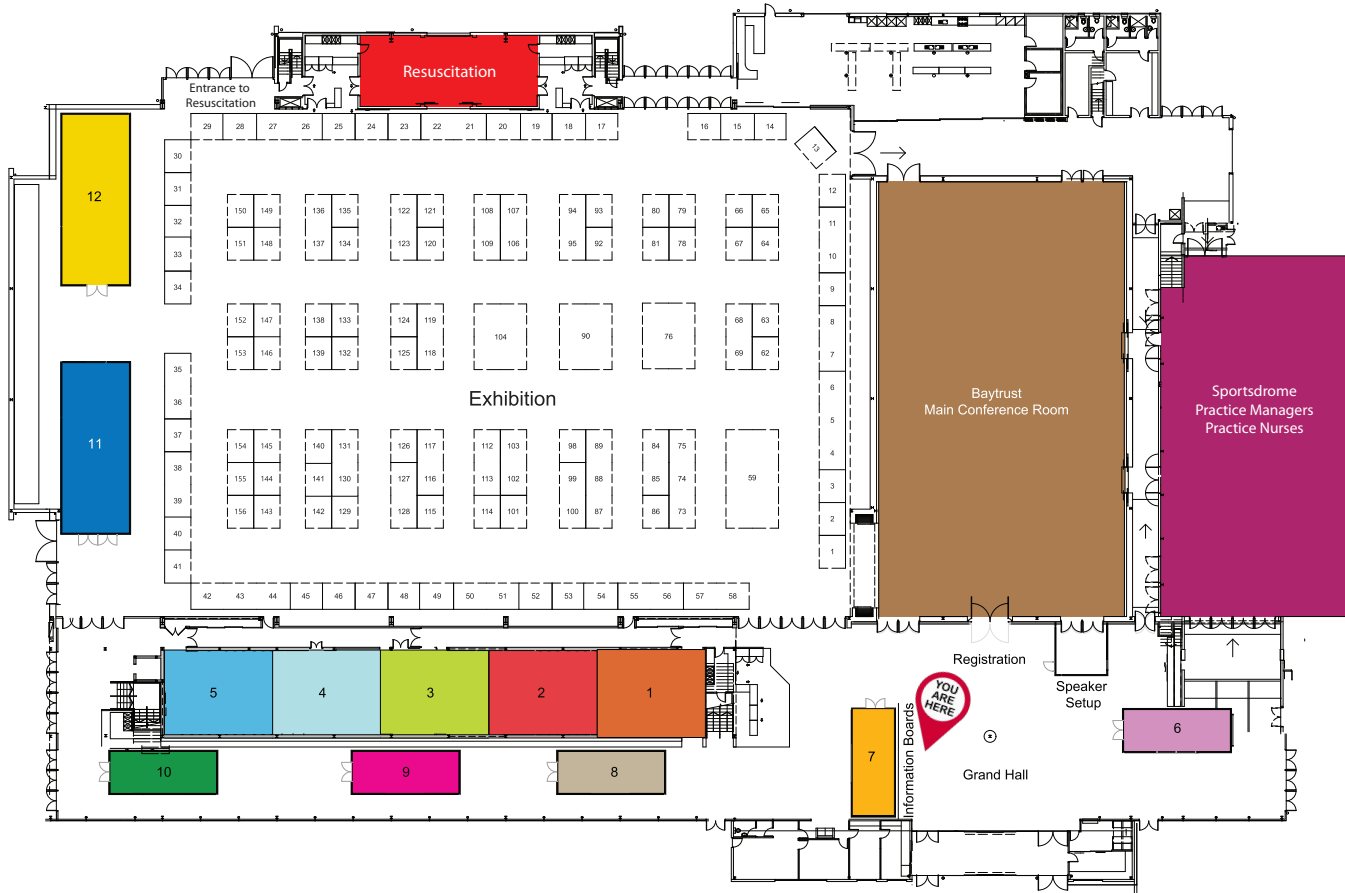 Resuscitation
Entrance to
Resuscitation
29 28 27 26 25 24 23 22 21 20 19 18 17 16 15 14
13
30
31
32
33
34
12
11
10
9
8
7
6
5
4
3
2
1
12
150 149 136 135 122 121 108 107 94 93 80 79 66 65
151 148 137 134 123 120 109 106 95 92 81 78 67 64
152 147 138 133 124 119 104 90 76 68 63
153 146 139 132 125 118 69 62
35
36
37
38
39
40
41
11
Exhibition
Baytrust
Main Conference Room
Sportsdrome
Practice Managers
Practice Nurses
154 145 140 131 126 117 112 103 98 89 84 75 59
155 144 141 130 127 116 113 102 99 88 85 74
156 143 142 129 128 115 114 101 100 87 86 73
42 43 44 45 46 47 48 49 50 51 52 53 54 55 56 57 58
Registration
Speaker
Setup
YOU
ARE
HERE
5 4 3 2 1
10 9 8 7 6
Information Boards
Grand Hall